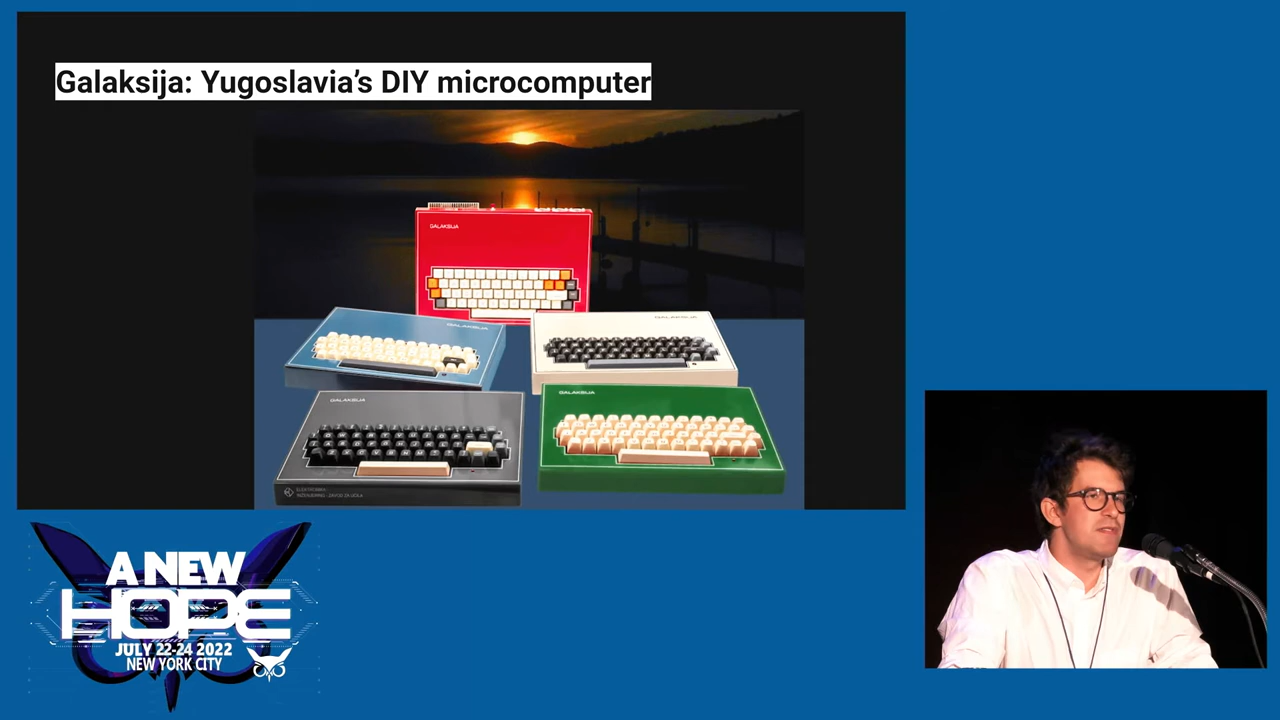 Galaksija: Yugoslavia’s DIY microcomputer
GALAKSIJA
GALAKSIJA
GALAKSIJA
GALAKSIJA
GALAKSIJA
A NEW
HOPE
JULY 22-24 2022
NEW YORK CITY